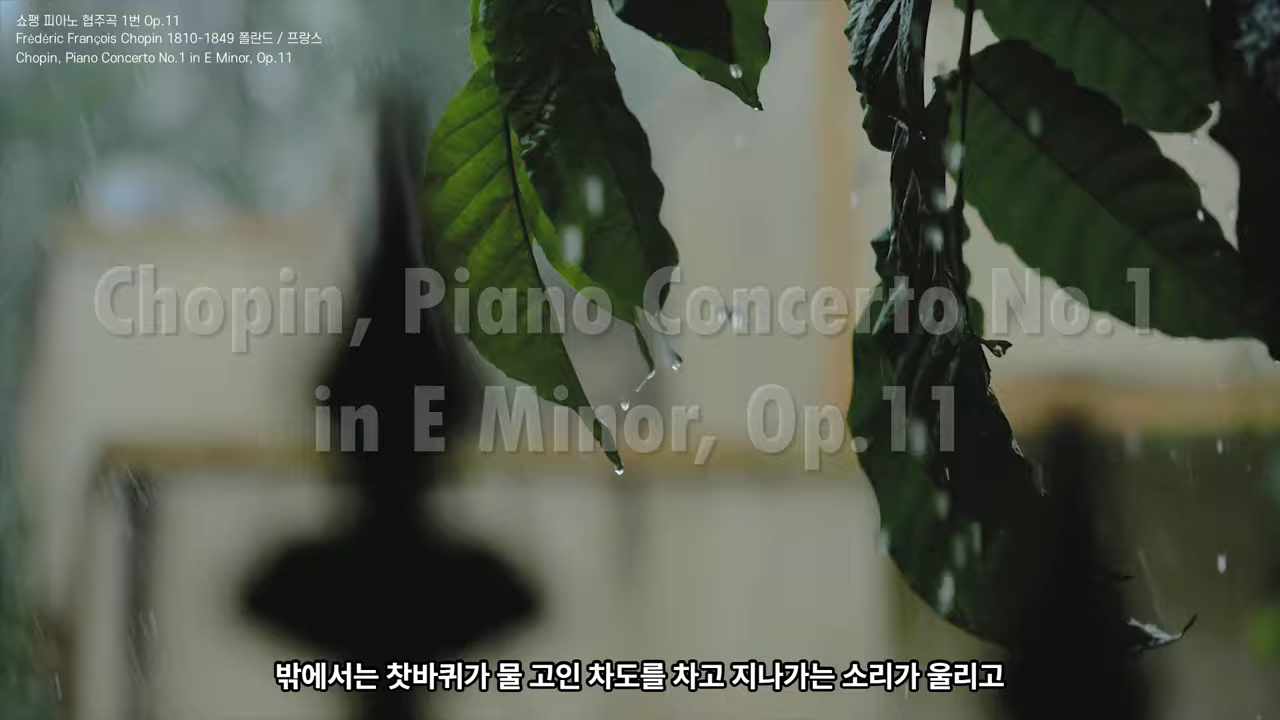 쇼팽 피아노 협주곡 1번 Op.11
Frédéric François Chopin 1810-1849 폴란드 / 프랑스
Chopin, Piano Concerto No.1 in E Minor, Op.11
Chopin, Piano Concerto No.1
in E Minor, Op.11
밖에서는 찻바퀴가 물 고인 차도를 차고 지나가는 소리가 울리고